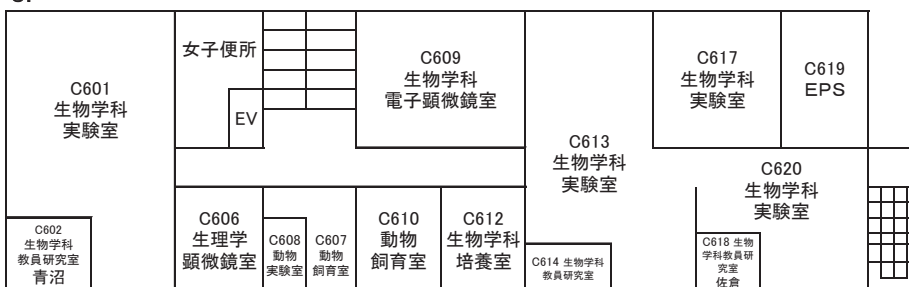 C601
生物学科
実験室
女子便所
EV
C609
生物学科
電子顕微鏡室
C613
生物学科
実験室
C617
生物学科
実験室
C619
EPS
C620
生物学科
実験室
C602
生物学科
教員研究室
青沼
C606
生理学
顕微鏡室
C608
動物
実験室
C607
動物
飼育室
C610
動物
飼育室
C612
生物学科
培養室
C614 生物学科
教員研究室
C618 生物
学科教員研
究室
佐倉